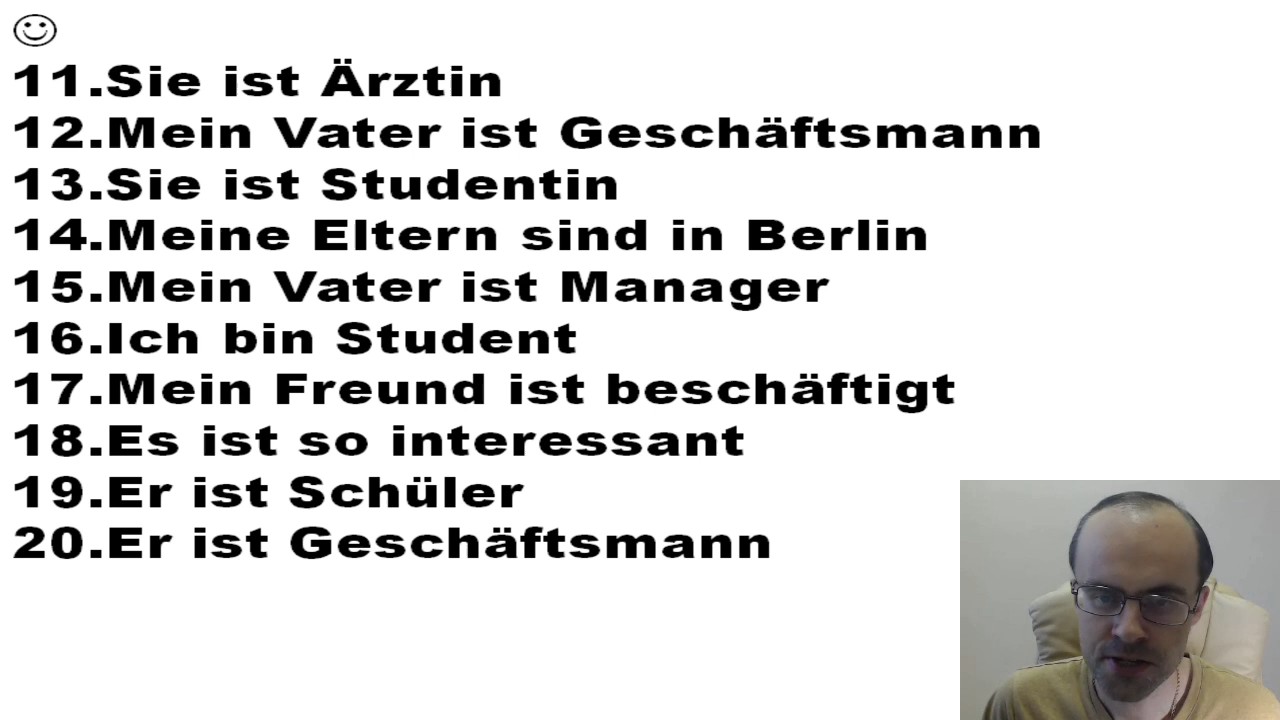 11.Sie ist Ärztin
12.Mein Vater ist Geschäftsmann
13.Sie ist Studentin
14.Meine Eltern sind in Berlin
15.Mein Vater ist Manager
16.Ich bin Student
17.Mein Freund ist beschäftigt
18.Es ist so interessant
19.Er ist Schüler
20.Er ist Geschäftsmann